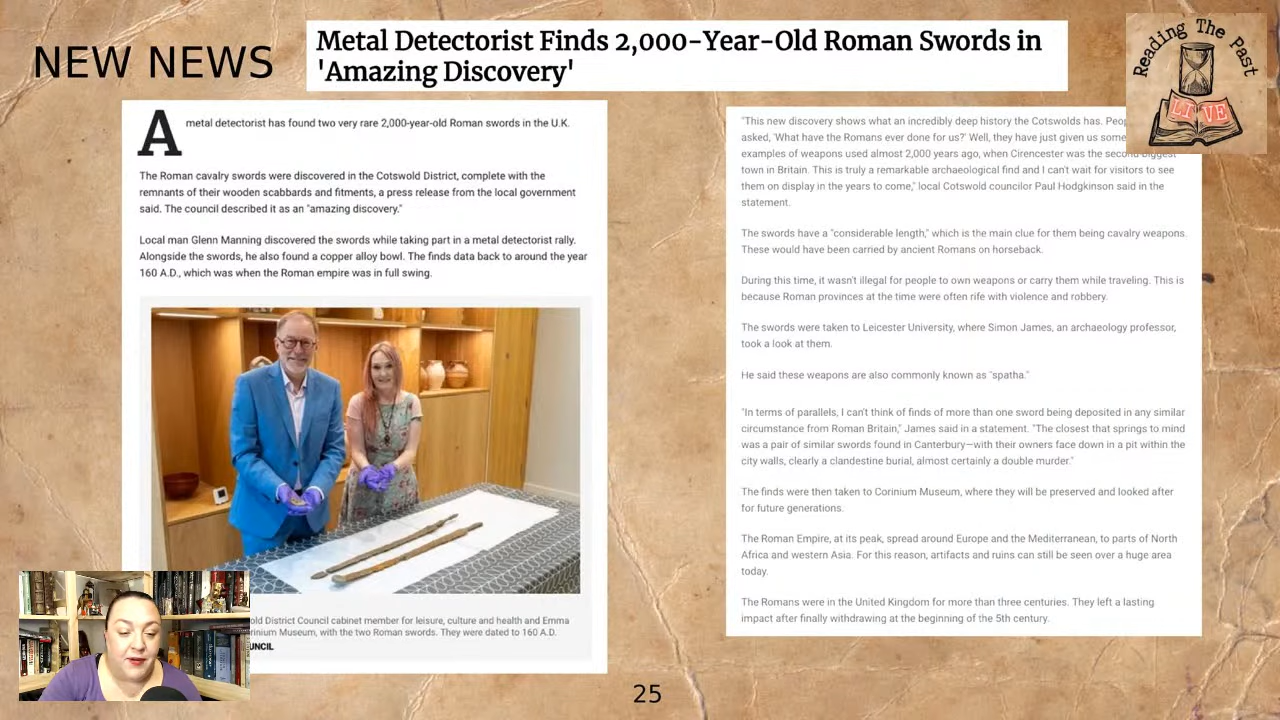 NEW NEWS
Metal Detectorist Finds 2,000-Year-Old Roman Swords in
'Amazing Discovery'
Reading The Past
LIVE
A metal detectorist has found two very rare 2,000-year-old Roman swords in the U.K.
The Roman cavalry swords were discovered in the Cotswold District, complete with the
remnants of their wooden scabbards and fitments, a press release from the local government
said. The council described it as an "amazing discovery."
Local man Glenn Manning discovered the swords while taking part in a metal detectorist rally.
Alongside the swords, he also found a copper alloy bowl. The finds data back to around the year
160 A.D., which was when the Roman empire was in full swing.
old District Council cabinet member for leisure, culture and health and Emma
rinium Museum, with the two Roman swords. They were dated to 160 A.D.
UNCIL
"This new discovery shows what an incredibly deep history the Cotswolds has.
asked, 'What have the Romans ever done for us?' Well, they have just given us some
examples of weapons used almost 2,000 years ago, when Cirencester was the second biggest
town in Britain. This is truly a remarkable archaeological find and I can't wait for visitors to see
them on display in the years to come," local Cotswold councilor Paul Hodgkinson said in the
statement.
The swords have a "considerable length," which is the main clue for them being cavalry weapons.
These would have been carried by ancient Romans on horseback.
During this time, it wasn't illegal for people to own weapons or carry them while traveling. This is
because Roman provinces at the time were often rife with violence and robbery.
The swords were taken to Leicester University, where Simon James, an archaeology professor,
took a look at them.
He said these weapons are also commonly known as "spatha."
"In terms of parallels, I can't think of finds of more than one sword being deposited in any similar
circumstance from Roman Britain," James said in a statement. "The closest that springs to mind
was a pair of similar swords found in Canterbury—with their owners face down in a pit within the
city walls, clearly a clandestine burial, almost certainly a double murder."
The finds were then taken to Corinium Museum, where they will be preserved and looked after
for future generations.
The Roman Empire, at its peak, spread around Europe and the Mediterranean, to parts of North
Africa and western Asia. For this reason, artifacts and ruins can still be seen over a huge area
today.
The Romans were in the United Kingdom for more than three centuries. They left a lasting
impact after finally withdrawing at the beginning of the 5th century.
25